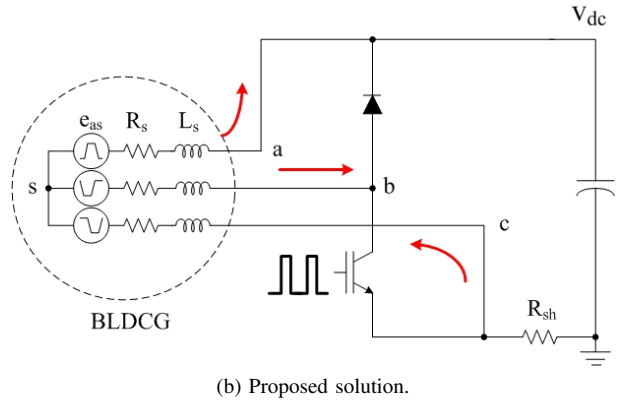 V_dc
e_as R_s L_s
a
s
b
c
BLDCG
R_sh
(b) Proposed solution.